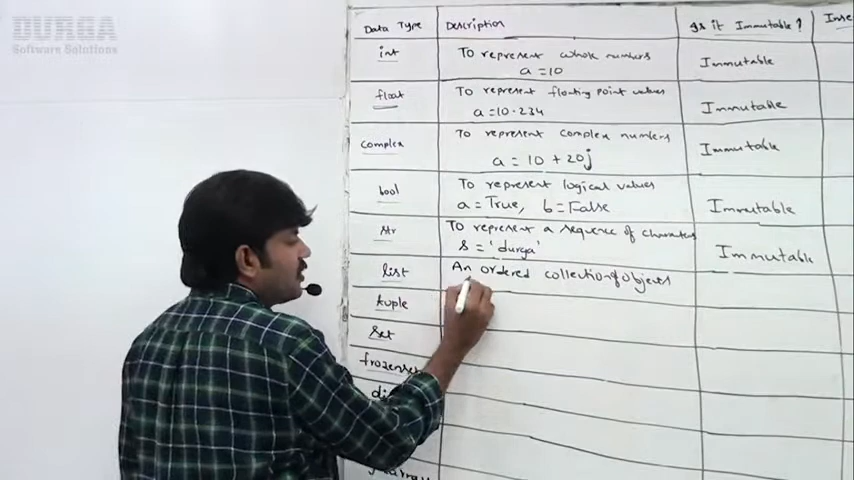 DURGA
Software Solutions
Data Type Description Is it Immutable?
int To represent whole numbers Immutable
a = 10
float To represent floating point values Immutable
a = 10.234
complex To represent complex numbers Immutable
a = 10 + 20j
bool To represent logical values Immutable
a = True, b = False
str To represent a sequence of characters Immutable
s = 'durga'
list An ordered collection of objects
tuple
set
frozenset